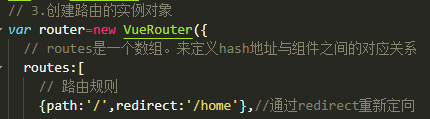 // 3.创建路由的实例对象
var router=new VueRouter({
// routes是一个数组。来定义hash地址与组件之间的对应关系
routes:[
// 路由规则
{path:'/',redirect:'/home'},//通过redirect重新定向